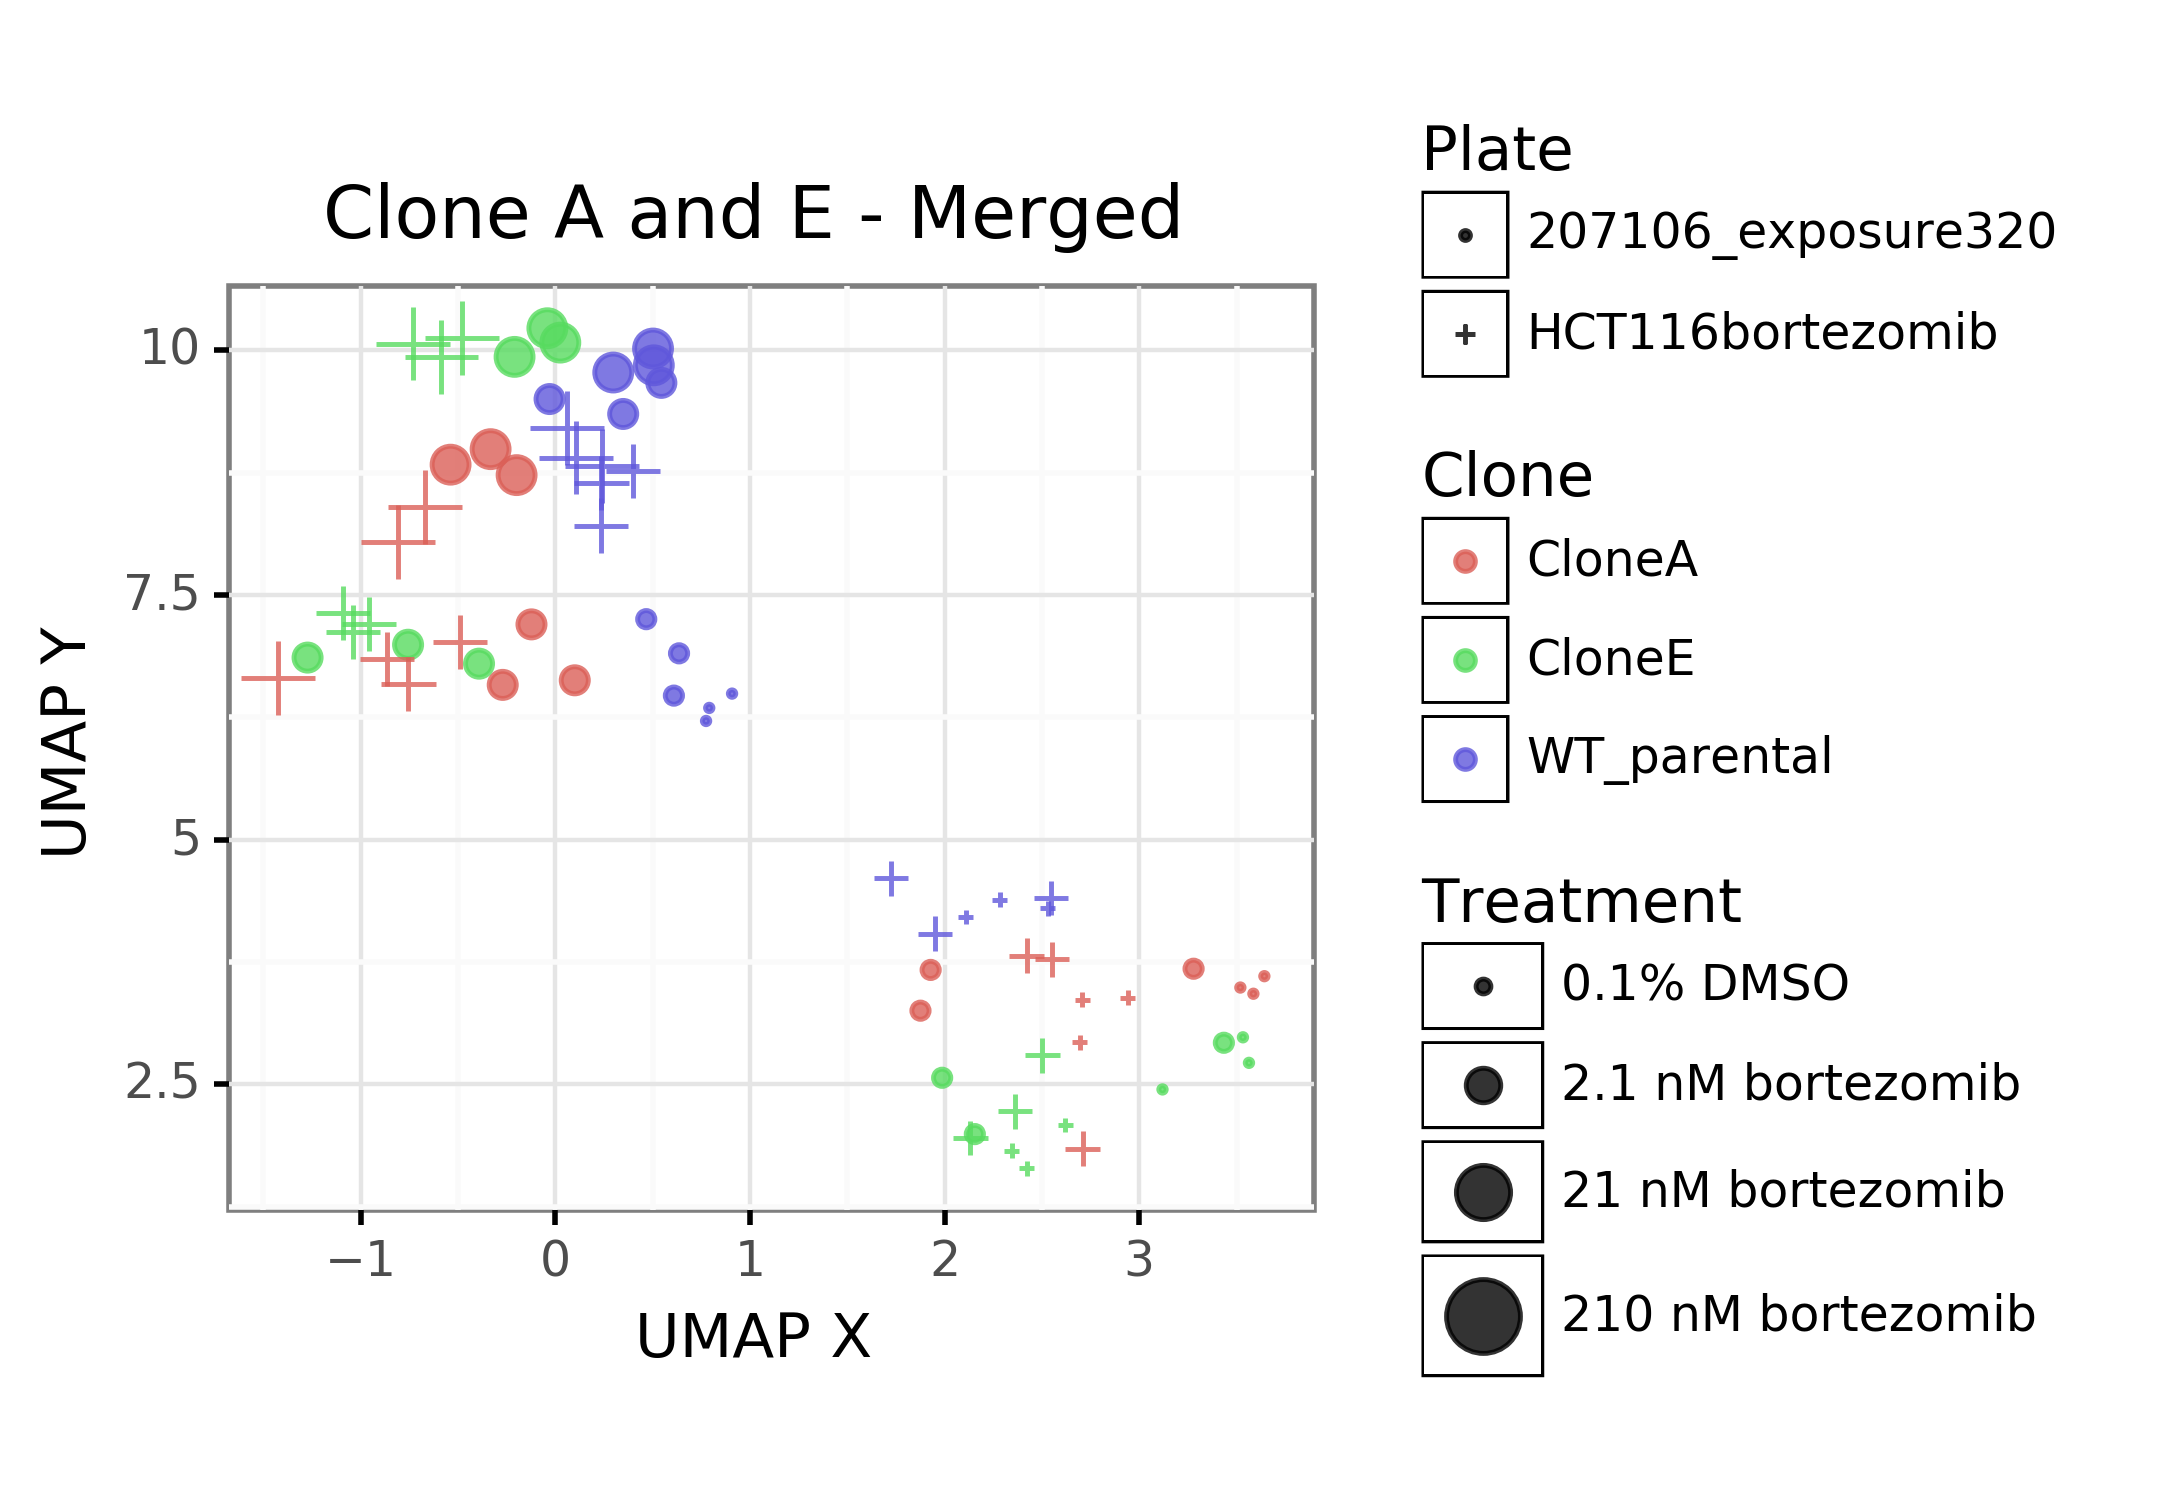 Clone A and E - Merged
UMAP Y
10
7.5
5
2.5
−1 0 1 2 3
UMAP X
Plate
207106_exposure320
HCT116bortezomib
Clone
CloneA
CloneE
WT_parental
Treatment
0.1% DMSO
2.1 nM bortezomib
21 nM bortezomib
210 nM bortezomib